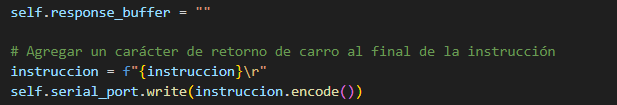 self.response_buffer = ""
# Agregar un carácter de retorno de carro al final de la instrucción
instruccion = f"{instruccion}\r"
self.serial_port.write(instruccion.encode())